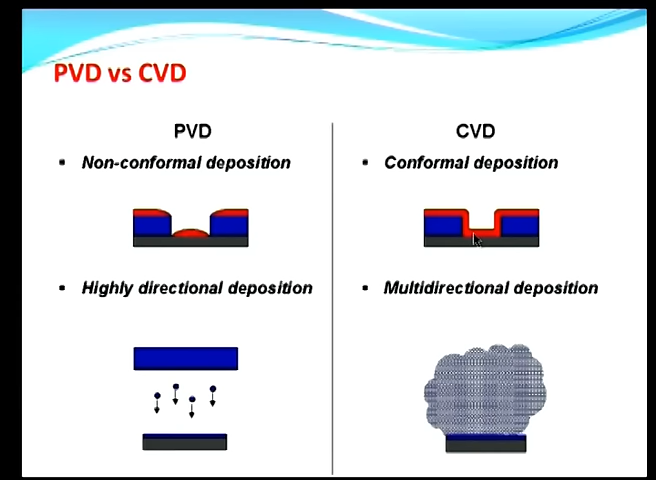 PVD vs CVD
PVD
▪ Non-conformal deposition
▪ Highly directional deposition
CVD
▪ Conformal deposition
▪ Multidirectional deposition